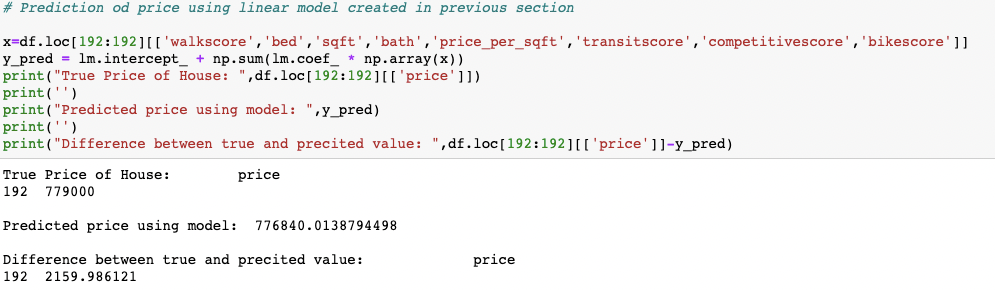 # Prediction od price using linear model created in previous section
x=df.loc[192:192][['walkscore','bed','sqft','bath','price_per_sqft','transitscore','competitivescore','bikescore']]
y_pred = lm.intercept_ + np.sum(lm.coef_ * np.array(x))
print("True Price of House: ",df.loc[192:192][['price']])
print('')
print("Predicted price using model: ",y_pred)
print('')
print("Difference between true and precited value: ",df.loc[192:192][['price']]-y_pred)
True Price of House:         price
192  779000
Predicted price using model:  776840.0138794498
Difference between true and precited value:              price
192  2159.986121